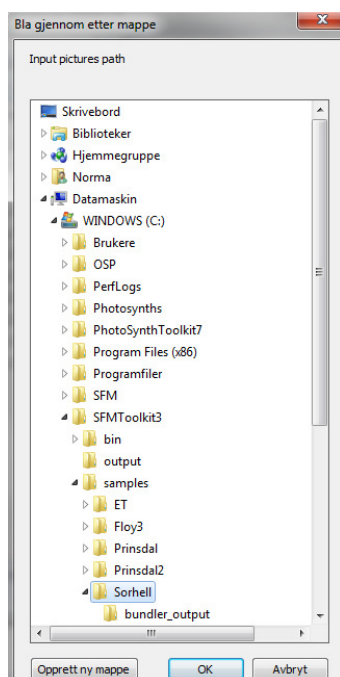 Bla gjennom etter mappe
Input pictures path
Skrivebord
Biblioteker
Hjemmegruppe
Norma
Datamaskin
WINDOWS (C:)
Brukere
OSP
PerfLogs
Photosynths
PhotoSynthToolkit7
Program Files (x86)
Programfiler
SFM
SFMToolkit3
bin
output
samples
ET
Floy3
Prinsdal
Prinsdal2
Sorhell
bundler_output
Opprett ny mappe OK Avbryt